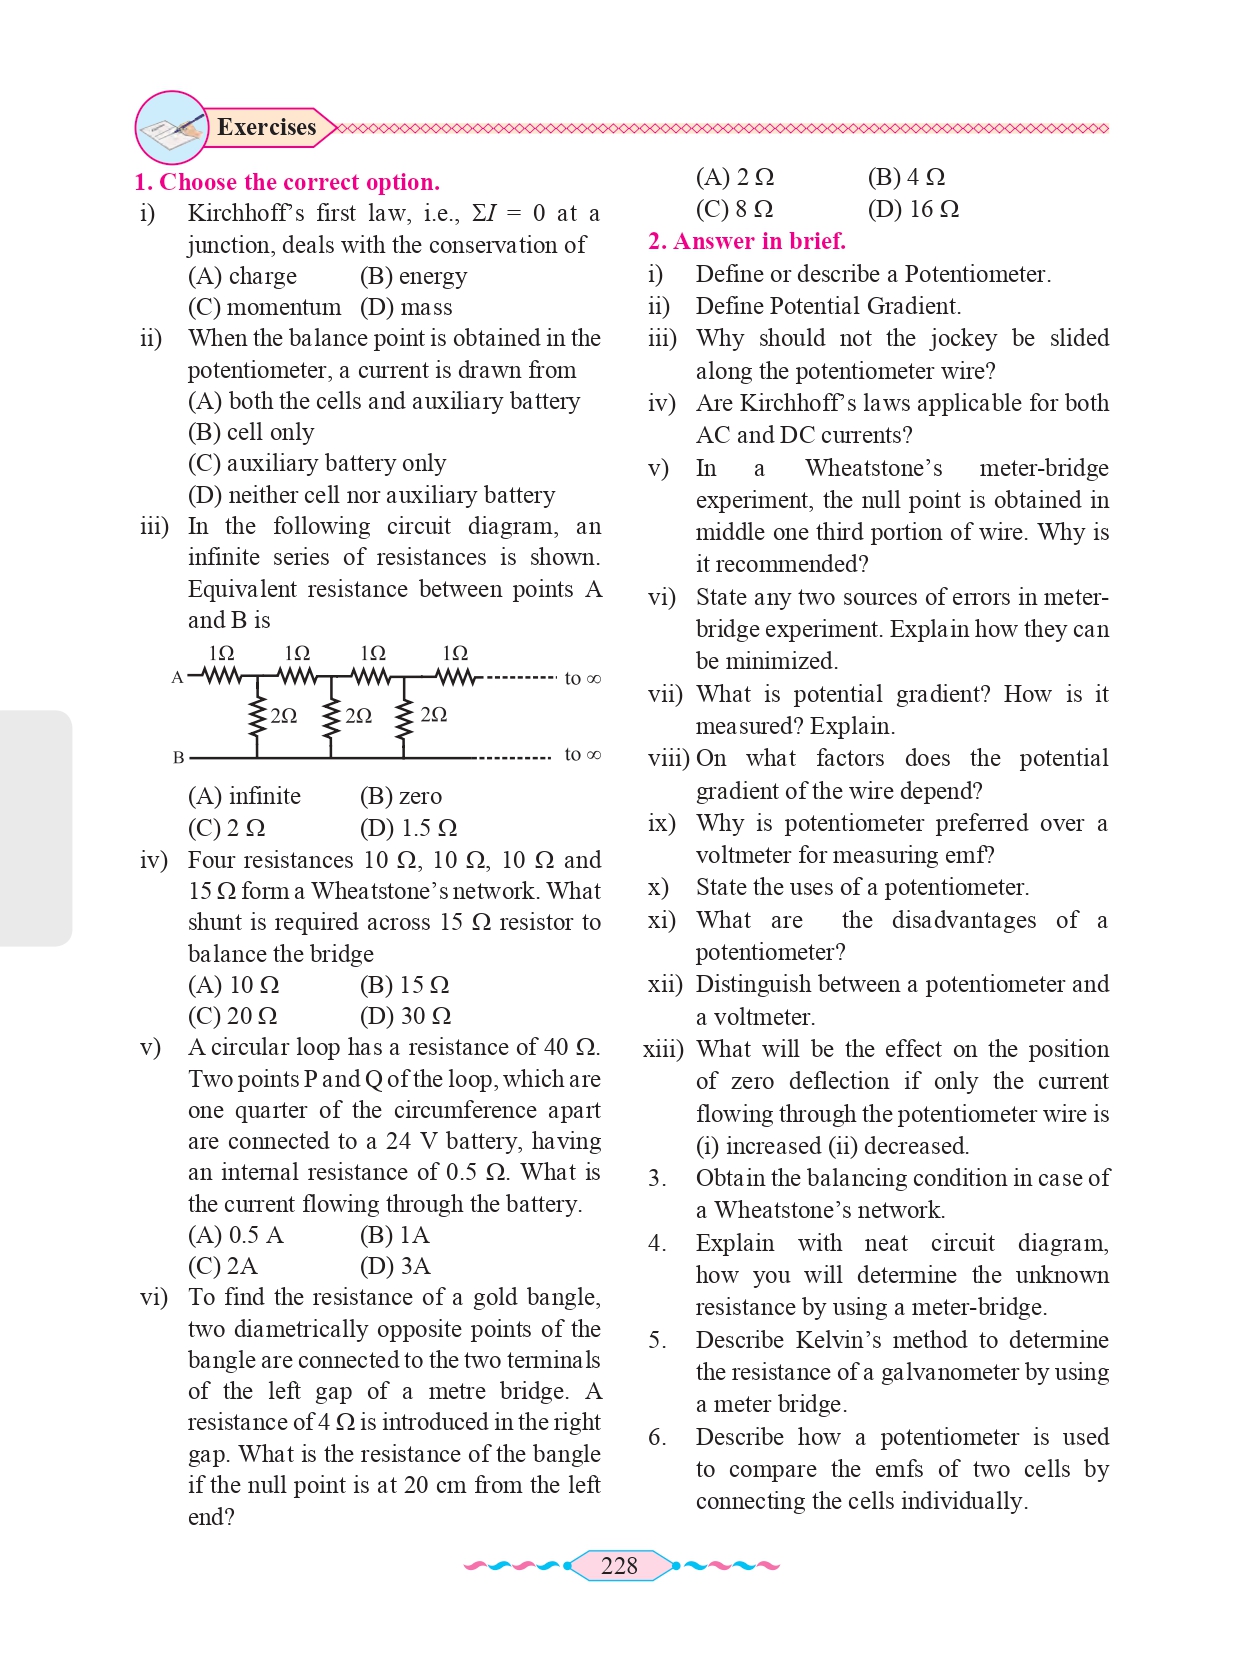 Exercises
1. Choose the correct option.
i) Kirchhoff’s first law, i.e., ΣI = 0 at a
junction, deals with the conservation of
(A) charge (B) energy
(C) momentum (D) mass
ii) When the balance point is obtained in the
potentiometer, a current is drawn from
(A) both the cells and auxiliary battery
(B) cell only
(C) auxiliary battery only
(D) neither cell nor auxiliary battery
iii) In the following circuit diagram, an
infinite series of resistances is shown.
Equivalent resistance between points A
and B is
1Ω 1Ω 1Ω 1Ω
A to ∞
2Ω 2Ω 2Ω
B to ∞
(A) infinite (B) zero
(C) 2 Ω (D) 1.5 Ω
iv) Four resistances 10 Ω, 10 Ω, 10 Ω and
15 Ω form a Wheatstone’s network. What
shunt is required across 15 Ω resistor to
balance the bridge
(A) 10 Ω (B) 15 Ω
(C) 20 Ω (D) 30 Ω
v) A circular loop has a resistance of 40 Ω.
Two points P and Q of the loop, which are
one quarter of the circumference apart
are connected to a 24 V battery, having
an internal resistance of 0.5 Ω. What is
the current flowing through the battery.
(A) 0.5 A (B) 1A
(C) 2A (D) 3A
vi) To find the resistance of a gold bangle,
two diametrically opposite points of the
bangle are connected to the two terminals
of the left gap of a metre bridge. A
resistance of 4 Ω is introduced in the right
gap. What is the resistance of the bangle
if the null point is at 20 cm from the left
end?
(A) 2 Ω (B) 4 Ω
(C) 8 Ω (D) 16 Ω
2. Answer in brief.
i) Define or describe a Potentiometer.
ii) Define Potential Gradient.
iii) Why should not the jockey be slided
along the potentiometer wire?
iv) Are Kirchhoff’s laws applicable for both
AC and DC currents?
v) In a Wheatstone’s meter-bridge
experiment, the null point is obtained in
middle one third portion of wire. Why is
it recommended?
vi) State any two sources of errors in meter-
bridge experiment. Explain how they can
be minimized.
vii) What is potential gradient? How is it
measured? Explain.
viii) On what factors does the potential
gradient of the wire depend?
ix) Why is potentiometer preferred over a
voltmeter for measuring emf?
x) State the uses of a potentiometer.
xi) What are the disadvantages of a
potentiometer?
xii) Distinguish between a potentiometer and
a voltmeter.
xiii) What will be the effect on the position
of zero deflection if only the current
flowing through the potentiometer wire is
(i) increased (ii) decreased.
3. Obtain the balancing condition in case of
a Wheatstone’s network.
4. Explain with neat circuit diagram,
how you will determine the unknown
resistance by using a meter-bridge.
5. Describe Kelvin’s method to determine
the resistance of a galvanometer by using
a meter bridge.
6. Describe how a potentiometer is used
to compare the emfs of two cells by
connecting the cells individually.
228